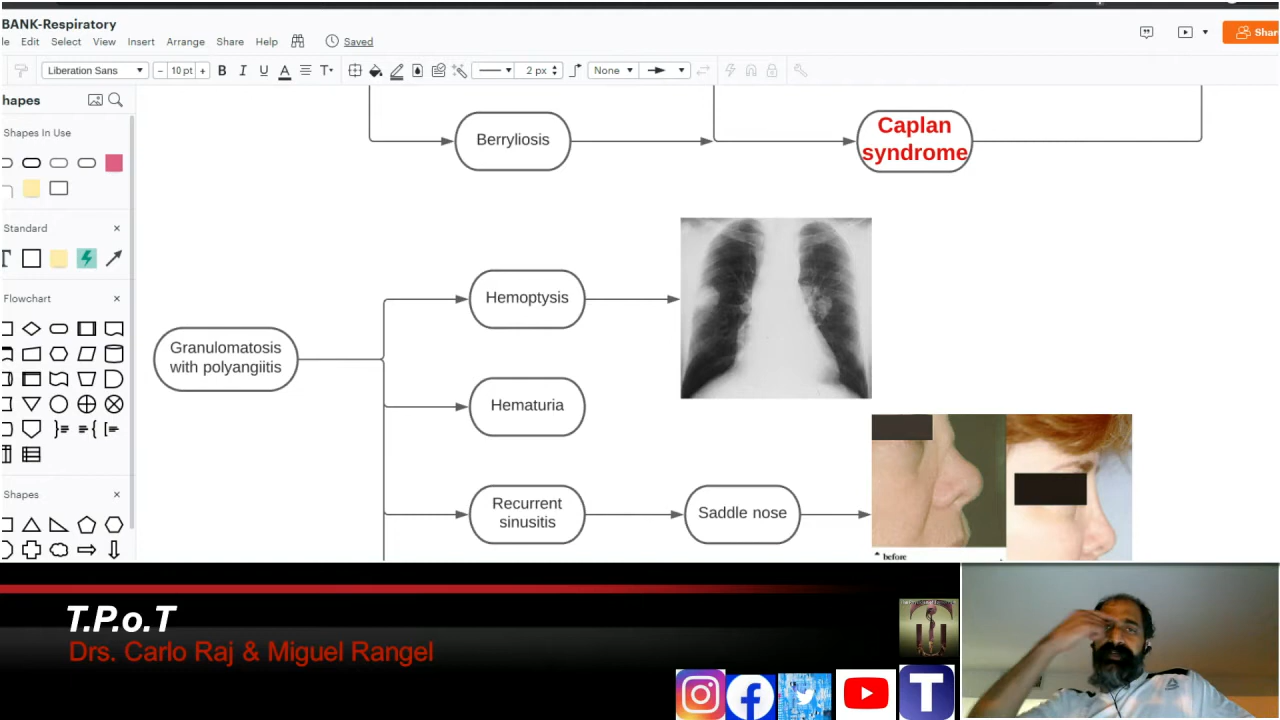 BANK-Respiratory
le Edit Select View Insert Arrange Share Help Saved
Liberation Sans − 10 pt + B I U A T 2 px None
Shar
hapes
Shapes In Use
Standard
T
Flowchart
Shapes
Berryliosis
Caplan
syndrome
Hemoptysis
Granulomatosis
with polyangiitis
Hematuria
Recurrent
sinusitis
Saddle nose
before
T.P.o.T
Drs. Carlo Raj & Miguel Rangel
T